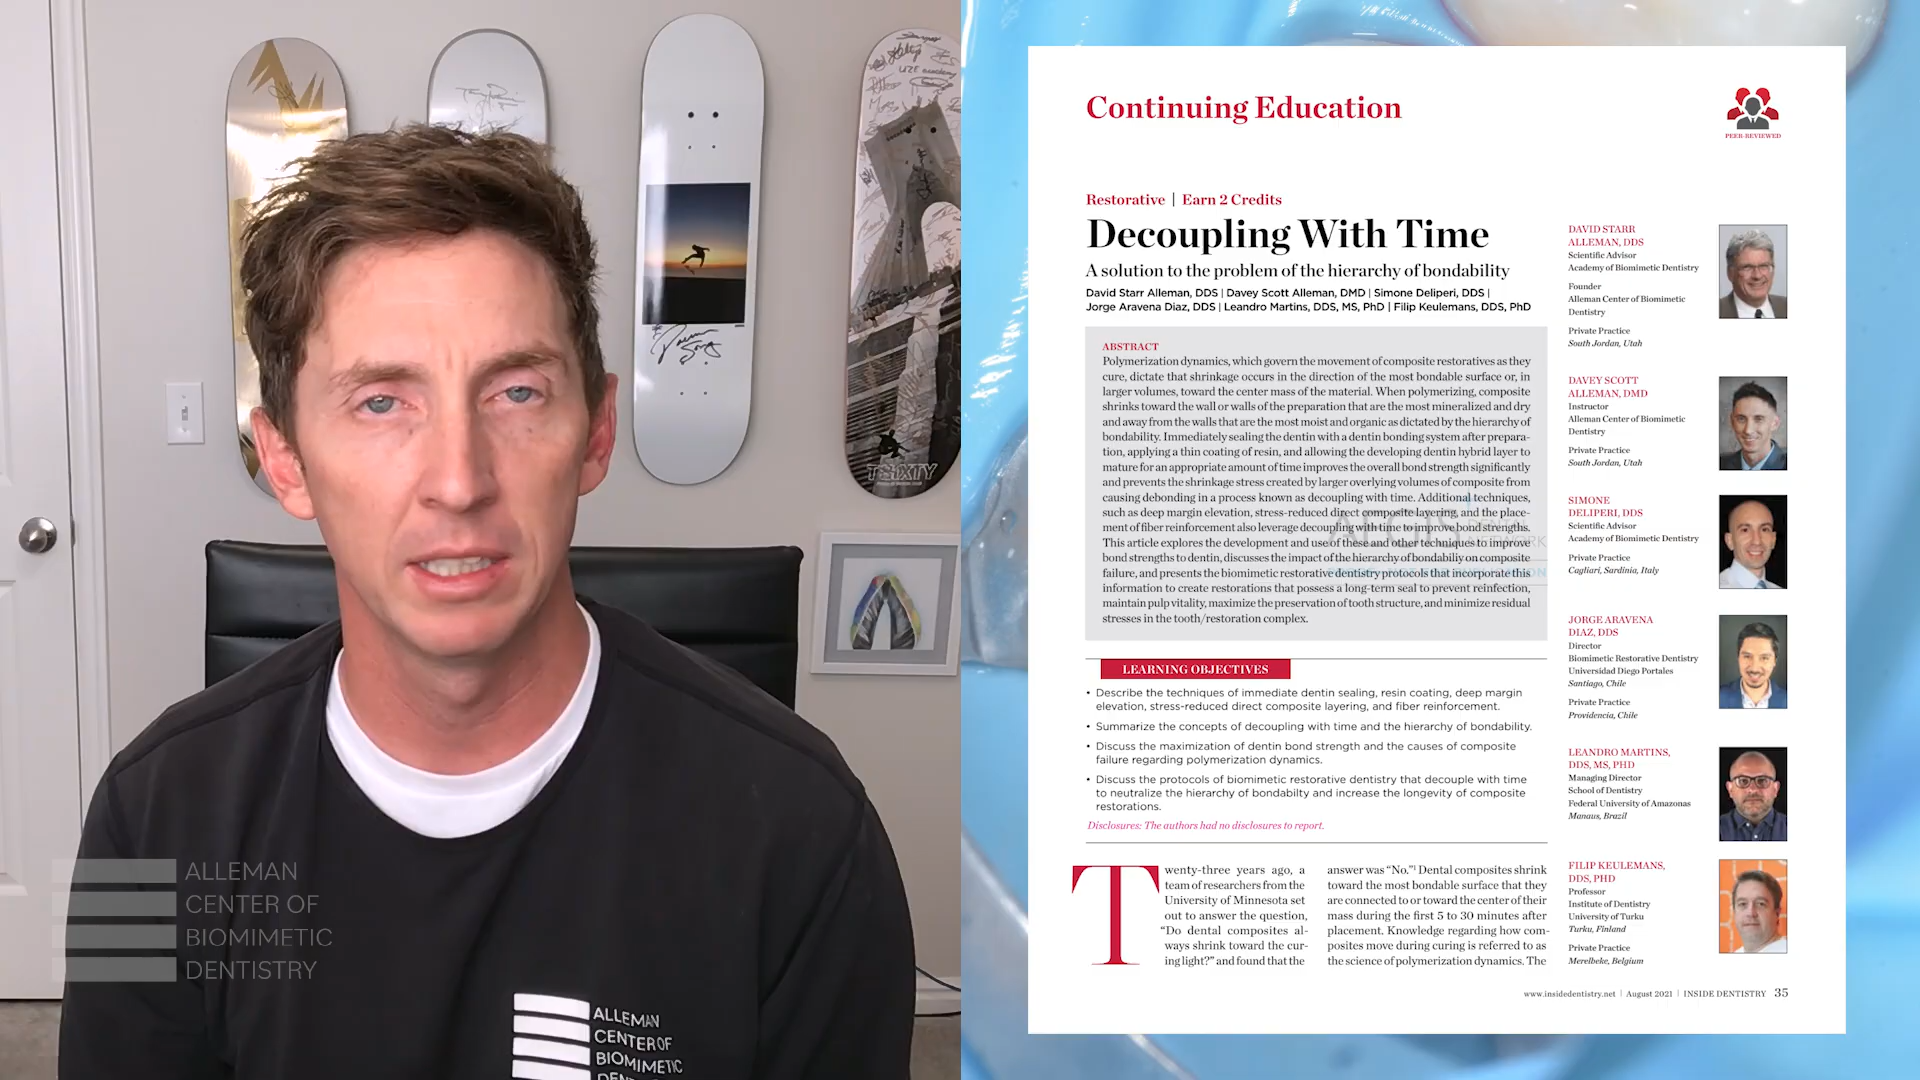 T SIXTY
ALLEMAN
CENTER OF
BIOMIMETIC
DENTISTRY
ALLEMAN
CENTER OF
BIOMIMETIC
Continuing Education
PEER-REVIEWED
Restorative | Earn 2 Credits
Decoupling With Time
A solution to the problem of the hierarchy of bondability
David Starr Alleman, DDS | Davey Scott Alleman, DMD | Simone Deliperi, DDS |
Jorge Aravena Diaz, DDS | Leandro Martins, DDS, MS, PhD | Filip Keulemans, DDS, PhD
ABSTRACT
Polymerization dynamics, which govern the movement of composite restoratives as they
cure, dictate that shrinkage occurs in the direction of the most bondable surface or, in
larger volumes, toward the center mass of the material. When polymerizing, composite
shrinks toward the wall or walls of the preparation that are the most mineralized and dry
and away from the walls that are the most moist and organic as dictated by the hierarchy of
bondability. Immediately sealing the dentin with a dentin bonding system after prepara-
tion, applying a thin coating of resin, and allowing the developing dentin hybrid layer to
mature for an appropriate amount of time improves the overall bond strength significantly
and prevents the shrinkage stress created by larger overlying volumes of composite from
causing debonding in a process known as decoupling with time. Additional techniques,
such as deep margin elevation, stress-reduced direct composite layering, and the place-
ment of fiber reinforcement also leverage decoupling with time to improve bond strengths.
This article explores the development and use of these and other techniques to improve
bond strengths to dentin, discusses the impact of the hierarchy of bondabiliy on composite
failure, and presents the biomimetic restorative dentistry protocols that incorporate this
information to create restorations that possess a long-term seal to prevent reinfection,
maintain pulp vitality, maximize the preservation of tooth structure, and minimize residual
stresses in the tooth/restoration complex.
AEGIS
DENTAL
NETWORK
LEARNING OBJECTIVES
• Describe the techniques of immediate dentin sealing, resin coating, deep margin
elevation, stress-reduced direct composite layering, and fiber reinforcement.
• Summarize the concepts of decoupling with time and the hierarchy of bondability.
• Discuss the maximization of dentin bond strength and the causes of composite
failure regarding polymerization dynamics.
• Discuss the protocols of biomimetic restorative dentistry that decouple with time
to neutralize the hierarchy of bondabilty and increase the longevity of composite
restorations.
Disclosures: The authors had no disclosures to report.
Twenty-three years ago, a
team of researchers from the
University of Minnesota set
out to answer the question,
“Do dental composites al-
ways shrink toward the cur-
ing light?” and found that the
answer was “No.”1 Dental composites shrink
toward the most bondable surface that they
are connected to or toward the center of their
mass during the first 5 to 30 minutes after
placement. Knowledge regarding how com-
posites move during curing is referred to as
the science of polymerization dynamics. The
DAVID STARR
ALLEMAN, DDS
Scientific Advisor
Academy of Biomimetic Dentistry
Founder
Alleman Center of Biomimetic
Dentistry
Private Practice
South Jordan, Utah
DAVEY SCOTT
ALLEMAN, DMD
Instructor
Alleman Center of Biomimetic
Dentistry
Private Practice
South Jordan, Utah
SIMONE
DELIPERI, DDS
Scientific Advisor
Academy of Biomimetic Dentistry
Private Practice
Cagliari, Sardinia, Italy
JORGE ARAVENA
DIAZ, DDS
Director
Biomimetic Restorative Dentistry
Universidad Diego Portales
Santiago, Chile
Private Practice
Providencia, Chile
LEANDRO MARTINS,
DDS, MS, PHD
Managing Director
School of Dentistry
Federal University of Amazonas
Manaus, Brazil
FILIP KEULEMANS,
DDS, PHD
Professor
Institute of Dentistry
University of Turku
Turku, Finland
Private Practice
Merelbeke, Belgium
www.insidedentistry.net | August 2021 | INSIDE DENTISTRY 35